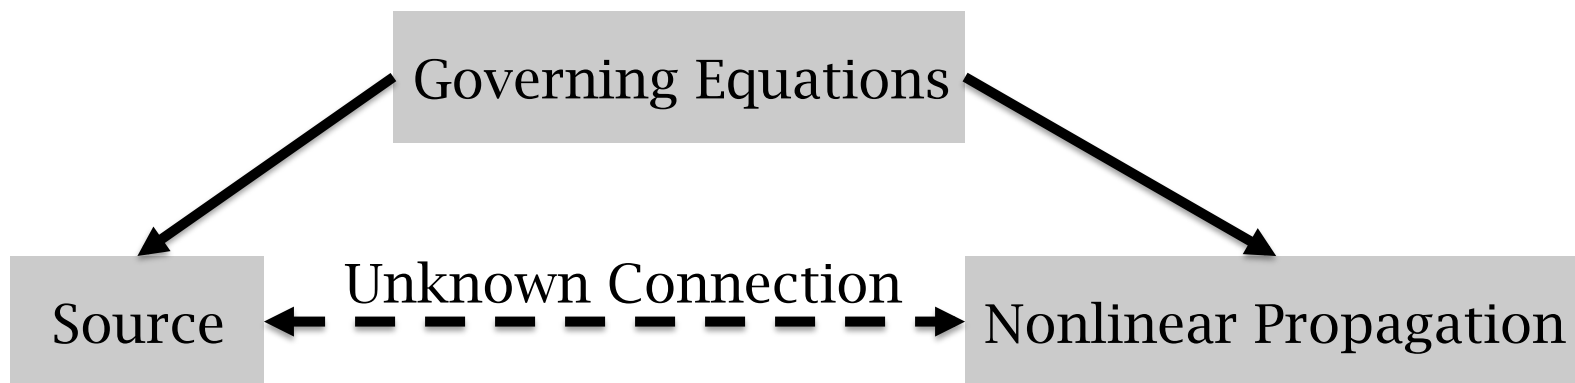 Governing Equations
Unknown Connection
Source
Nonlinear Propagation